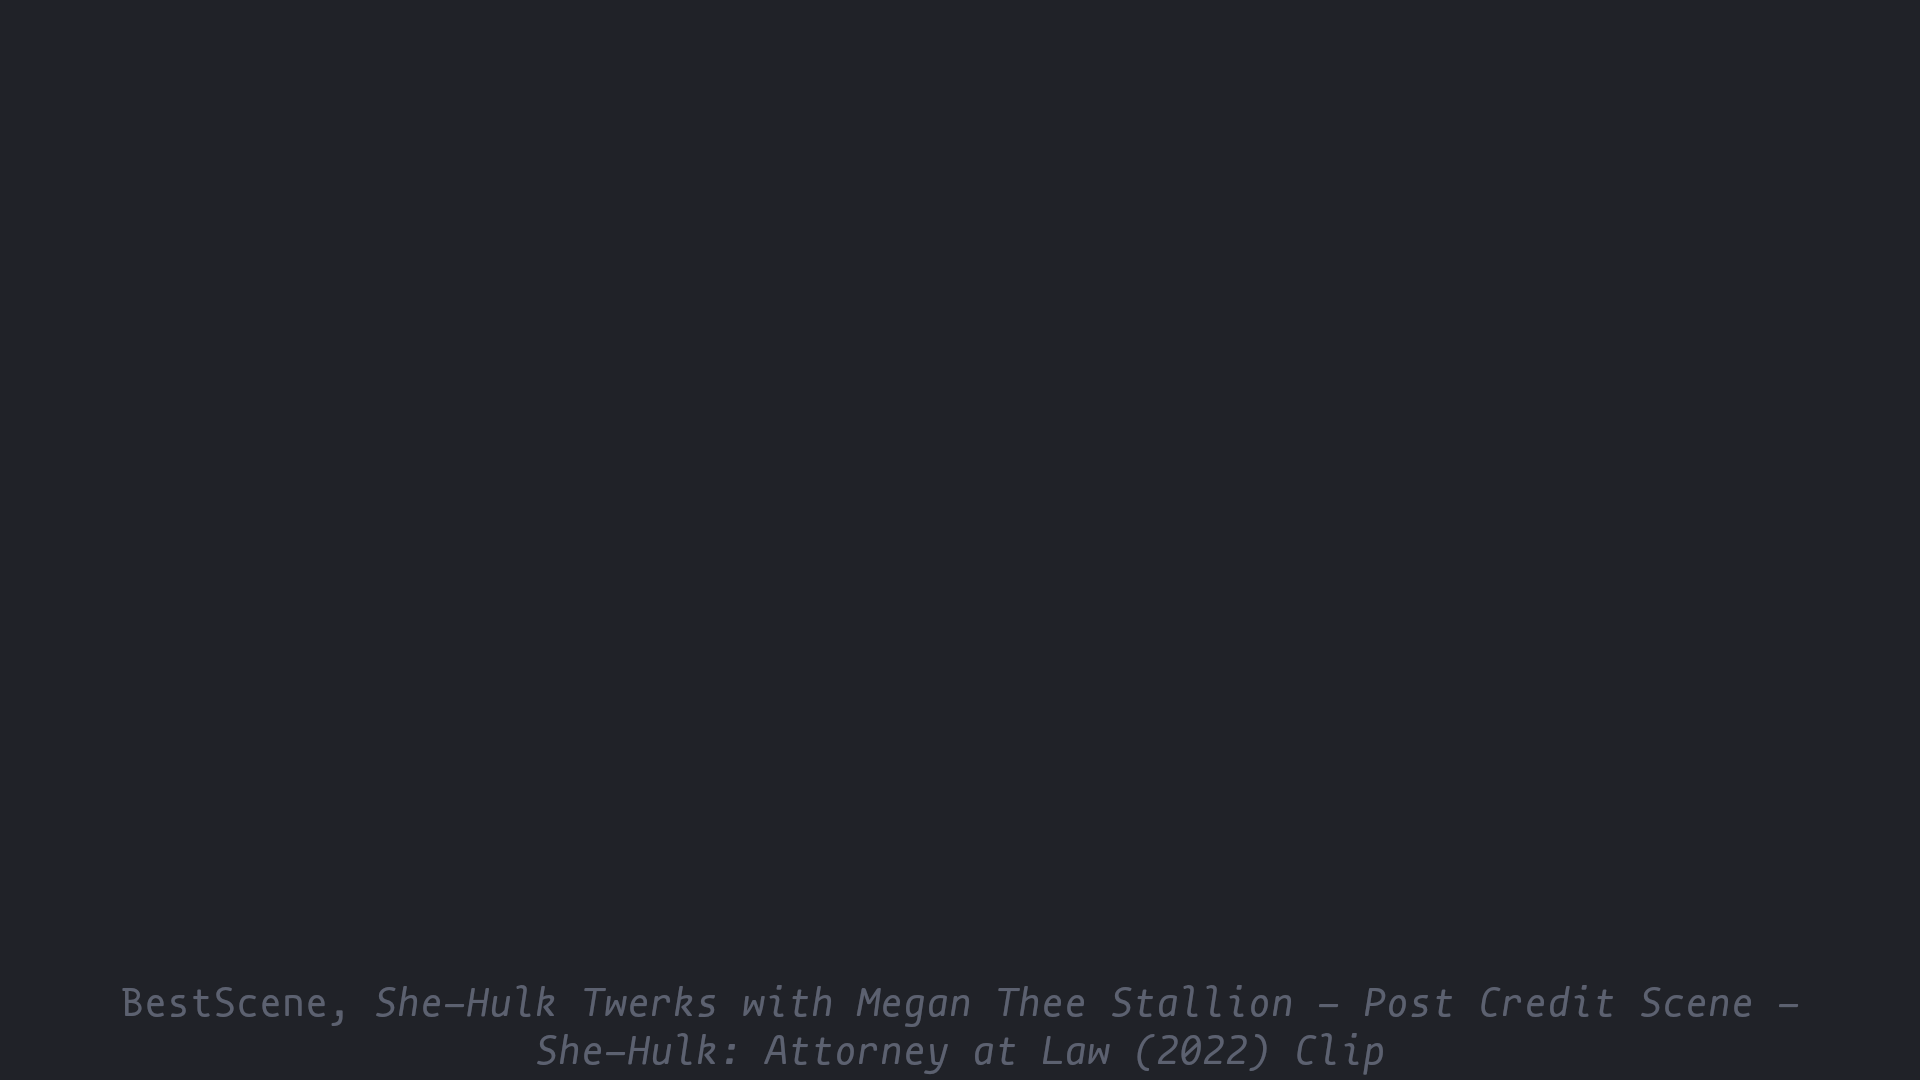 BestScene, She-Hulk Twerks with Megan Thee Stallion - Post Credit Scene -
She-Hulk: Attorney at Law (2022) Clip